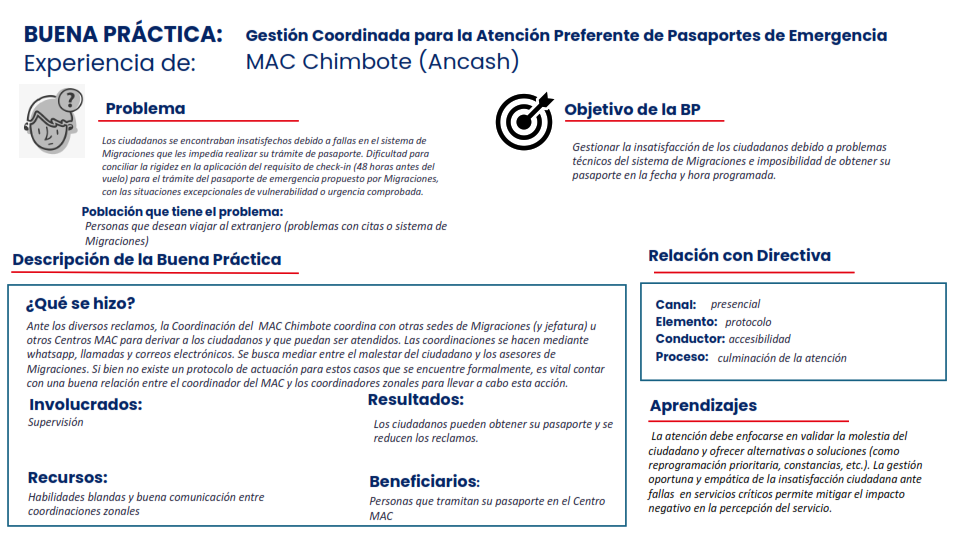 BUENA PRÁCTICA:
Experiencia de:
Gestión Coordinada para la Atención Preferente de Pasaportes de Emergencia
MAC Chimbote (Ancash)
?
Problema
Los ciudadanos se encontraban insatisfechos debido a fallas en el sistema de
Migraciones que les impedía realizar su trámite de pasaporte. Dificultad para
conciliar la rigidez en la aplicación del requisito de check-in (48 horas antes del
vuelo) para el trámite del pasaporte de emergencia propuesto por Migraciones,
con las situaciones excepcionales de vulnerabilidad o urgencia comprobada.
Población que tiene el problema:
Personas que desean viajar al extranjero (problemas con citas o sistema de
Migraciones)
Objetivo de la BP
Gestionar la insatisfacción de los ciudadanos debido a problemas
técnicos del sistema de Migraciones e imposibilidad de obtener su
pasaporte en la fecha y hora programada.
Descripción de la Buena Práctica
¿Qué se hizo?
Ante los diversos reclamos, la Coordinación del MAC Chimbote coordina con otras sedes de Migraciones (y jefatura) u
otros Centros MAC para derivar a los ciudadanos y que puedan ser atendidos. Las coordinaciones se hacen mediante
whatsapp, llamadas y correos electrónicos. Se busca mediar entre el malestar del ciudadano y los asesores de
Migraciones. Si bien no existe un protocolo de actuación para estos casos que se encuentre formalmente, es vital contar
con una buena relación entre el coordinador del MAC y los coordinadores zonales para llevar a cabo esta acción.
Involucrados:
Supervisión
Resultados:
Los ciudadanos pueden obtener su pasaporte y se
reducen los reclamos.
Recursos:
Habilidades blandas y buena comunicación entre
coordinaciones zonales
Beneficiarios:
Personas que tramitan su pasaporte en el Centro
MAC
Relación con Directiva
Canal: presencial
Elemento: protocolo
Conductor: accesibilidad
Proceso: culminación de la atención
Aprendizajes
La atención debe enfocarse en validar la molestia del
ciudadano y ofrecer alternativas o soluciones (como
reprogramación prioritaria, constancias, etc.). La gestión
oportuna y empática de la insatisfacción ciudadana ante
fallas en servicios críticos permite mitigar el impacto
negativo en la percepción del servicio.